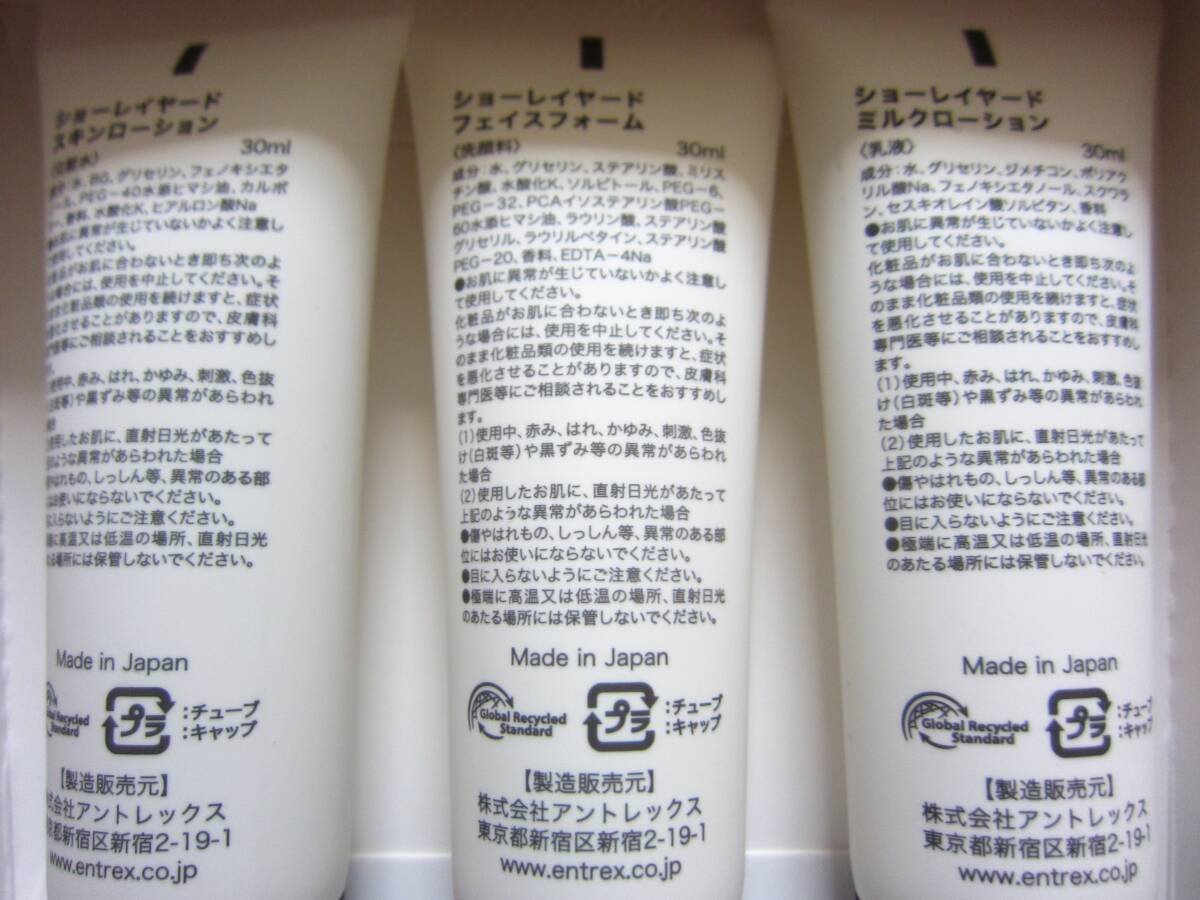 ショーレイヤード
スキンローション
30ml
水、BG、グリセリン、フェノキシエタ
PEG-40水添ヒマシ油、カルボ
香料、水酸化K、ヒアルロン酸Na
肌に異常が生じていないかよく注意し
使用してください。
品がお肌に合わないとき即ち次のよ
な場合には、使用を中止してください。そ
まま化粧品類の使用を続けますと、症状
化させることがありますので、皮膚科
門医等にご相談されることをおすすめし
使用中、赤み、はれ、かゆみ、刺激、色抜
(白斑等)や黒ずみ等の異常があらわれ
使用したお肌に、直射日光があたって
のような異常があらわれた場合
やはれもの、しっしん等、異常のある部
はお使いにならないでください。
に入らないようにご注意ください。
端に高温又は低温の場所、直射日光
る場所には保管しないでください。
Made in Japan
Global Recycled
Standard
プラ
:チューブ
:キャップ
【製造販売元】
式会社アントレックス
京都新宿区新宿2-19-1
www.entrex.co.jp
ショーレイヤード
フェイスフォーム
〈洗顔料〉 30ml
成分:水、グリセリン、ステアリン酸、ミリス
チン酸、水酸化K、ソルビトール、PEG-6、
PEG-32、PCAイソステアリン酸PEG-
60水添ヒマシ油、ラウリン酸、ステアリン酸
グリセリル、ラウリルベタイン、ステアリン酸
PEG-20、香料、EDTA-4Na
●お肌に異常が生じていないかよく注意し
て使用してください。
化粧品がお肌に合わないとき即ち次のよ
うな場合には、使用を中止してください。そ
のまま化粧品類の使用を続けますと、症状
を悪化させることがありますので、皮膚科
専門医等にご相談されることをおすすめし
ます。
(1)使用中、赤み、はれ、かゆみ、刺激、色抜
け(白斑等)や黒ずみ等の異常があらわれ
た場合
(2)使用したお肌に、直射日光があたって
上記のような異常があらわれた場合
●傷やはれもの、しっしん等、異常のある部
位にはお使いにならないでください。
●目に入らないようにご注意ください。
●極端に高温又は低温の場所、直射日光
のあたる場所には保管しないでください。
Made in Japan
Global Recycled
Standard
プラ
:チューブ
:キャップ
【製造販売元】
株式会社アントレックス
東京都新宿区新宿2-19-1
www.entrex.co.jp
ショーレイヤード
ミルクローション
〈乳液〉 30ml
成分:水、グリセリン、ジメチコン、ポリアク
リル酸Na、フェノキシエタノール、スクワラ
ン、セスキオレイン酸ソルビタン、香料
●お肌に異常が生じていないかよく注意し
て使用してください。
化粧品がお肌に合わないとき即ち次のよ
うな場合には、使用を中止してください。そ
のまま化粧品類の使用を続けますと、症状
を悪化させることがありますので、皮膚科
専門医等にご相談されることをおすすめし
ます。
(1)使用中、赤み、はれ、かゆみ、刺激、色抜
け(白斑等)や黒ずみ等の異常があらわれ
た場合
(2)使用したお肌に、直射日光があたって
上記のような異常があらわれた場合
●傷やはれもの、しっしん等、異常のある部
位にはお使いにならないでください。
●目に入らないようにご注意ください。
●極端に高温又は低温の場所、直射日光
のあたる場所には保管しないでください。
Made in Japan
Global Recycled
Standard
プラ
:チュー
:キャッ
【製造販売元】
株式会社アントレックス
東京都新宿区新宿2-19-1
www.entrex.co.jp